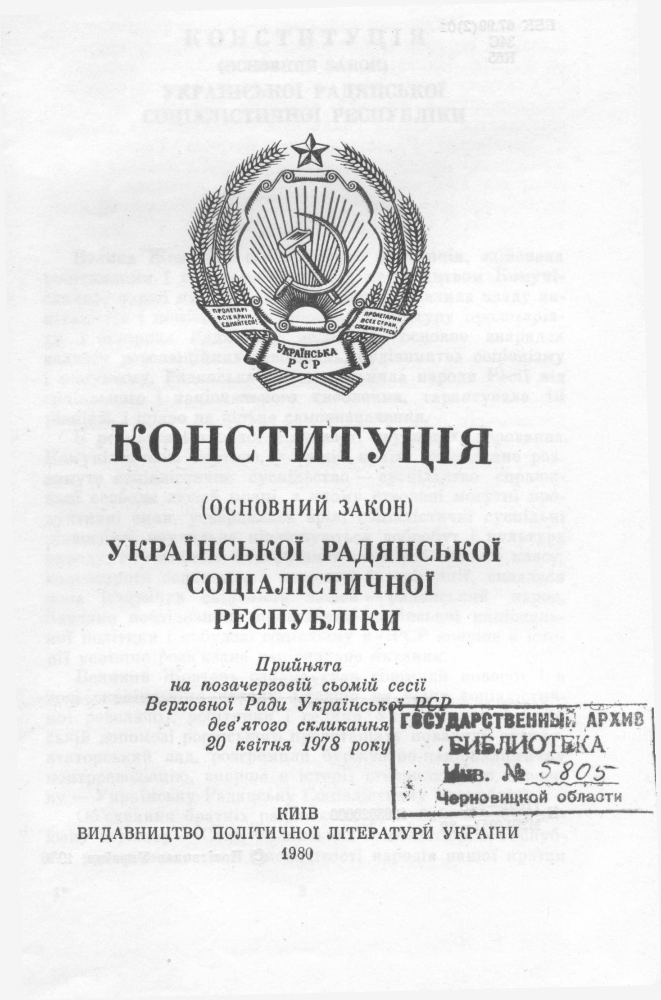 ПРОЛЕТАРІ
ВСІХ КРАЇН,
ЄДНАЙТЕСЯ!
ПРОЛЕТАРИИ
ВСЕХ СТРАН,
СОЕДИНЯЙТЕСЬ!
УКРАЇНСЬКА
РСР
КОНСТИТУЦІЯ
(ОСНОВНИЙ ЗАКОН)
УКРАЇНСЬКОЇ РАДЯНСЬКОЇ
СОЦІАЛІСТИЧНОЇ
РЕСПУБЛІКИ
Прийнята
на позачерговій сьомій сесії
Верховної Ради Української РСР
дев’ятого скликання
20 квітня 1978 року
ГОСУДАРСТВЕННЫЙ АРХИВ
БИБЛИОТЕКА
Инв. № 5805
Черновицкой области
КИЇВ
ВИДАВНИЦТВО ПОЛІТИЧНОЇ ЛІТЕРАТУРИ УКРАЇНИ
1980